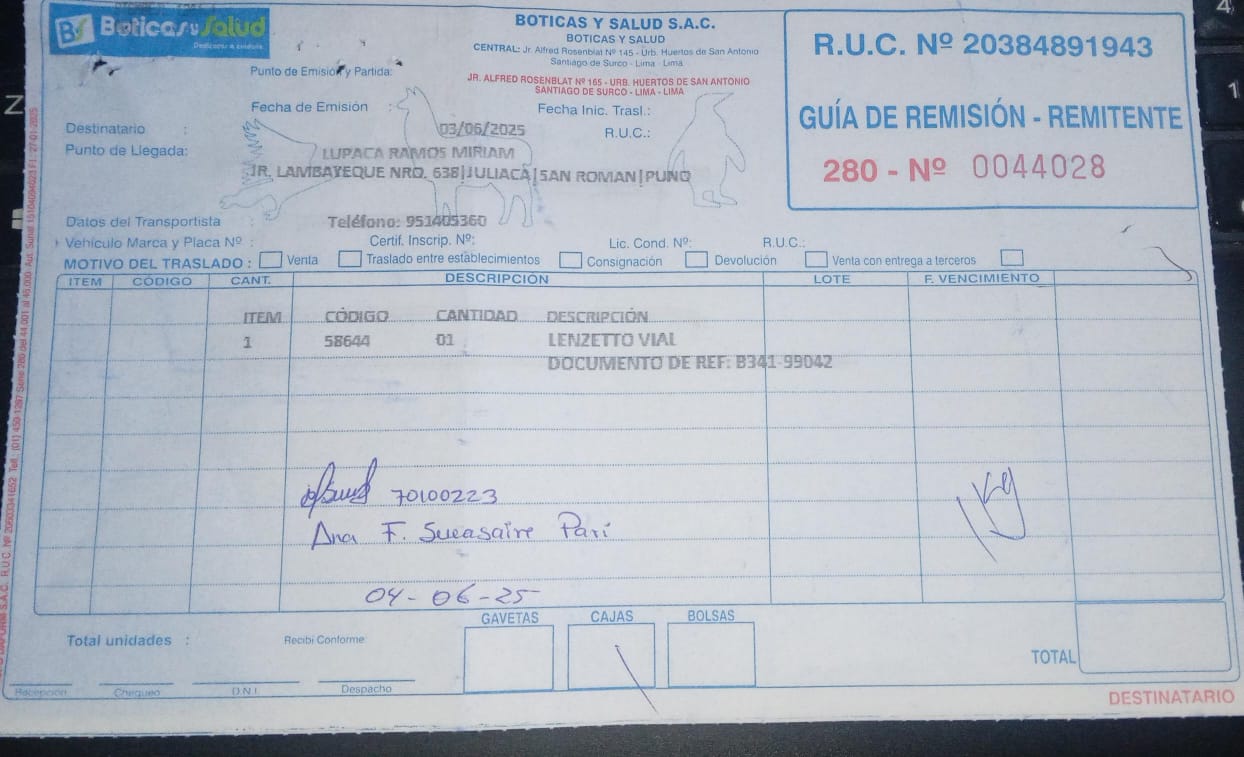 Boticas y Salud
BOTICAS Y SALUD S.A.C.
BOTICAS Y SALUD
CENTRAL: Jr. Alfred Rosenblat Nº 145 - Urb. Huertos de San Antonio
Santiago de Surco - Lima - Lima
Punto de Emisión y Partida:
JR. ALFRED ROSENBLAT Nº 165 - URB. HUERTOS DE SAN ANTONIO
SANTIAGO DE SURCO - LIMA - LIMA
R.U.C. Nº 20384891943
GUÍA DE REMISIÓN - REMITENTE
280 - Nº 0044028
Fecha de Emisión : 03/06/2025
Fecha Inic. Trasl.:
Destinatario : LUPACA RAMOS MIRIAM
R.U.C.:
Punto de Llegada: JR. LAMBAYEQUE NRO. 638|JULIACA|SAN ROMAN|PUNO
Datos del Transportista : Teléfono: 951405360
Vehículo Marca y Placa Nº : Certif. Inscrip. Nº: Lic. Cond. Nº: R.U.C.:
MOTIVO DEL TRASLADO : Venta Traslado entre establecimientos Consignación Devolución Venta con entrega a terceros
ITEM CÓDIGO CANT. DESCRIPCIÓN LOTE F. VENCIMIENTO
ITEM CÓDIGO CANTIDAD DESCRIPCIÓN
1 58644 01 LENZETTO VIAL
DOCUMENTO DE REF: B341-99042
70100223
Ana F. Sucasaire Pari
04-06-25
GAVETAS CAJAS BOLSAS
Total unidades : Recibí Conforme:
TOTAL
Recepción Chequeo D.N.I. Despacho
DESTINATARIO